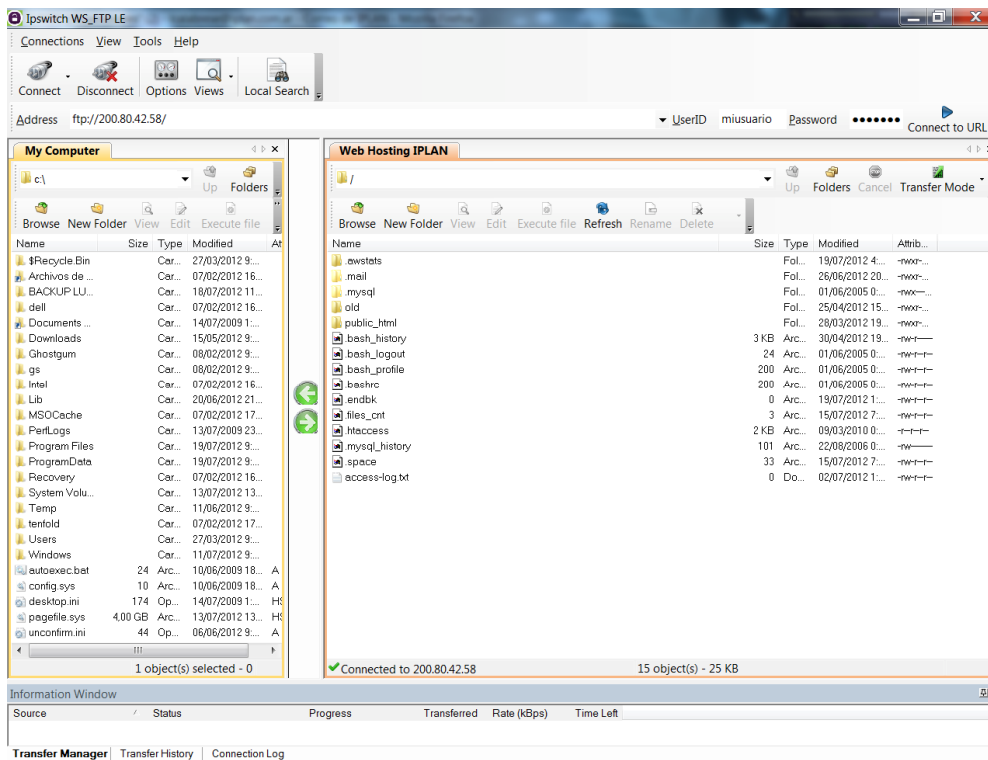 Ipswitch WS_FTP LE
Connections View Tools Help
Connect Disconnect Options Views Local Search
Address ftp://200.80.42.58/ UserID miusuario Password ●●●●●●● Connect to URL
My Computer
c:\ Up Folders
Browse New Folder View Edit Execute file
Name Size Type Modified At
$Recycle.Bin Car... 27/03/2012 9:...
Archivos de ... Car... 07/02/2012 16...
BACKUP LU... Car... 18/07/2012 11...
dell Car... 07/02/2012 16...
Documents ... Car... 14/07/2009 1:...
Downloads Car... 15/05/2012 9:...
Ghostgum Car... 08/02/2012 9:...
gs Car... 08/02/2012 9:...
Intel Car... 07/02/2012 16...
Lib Car... 20/06/2012 21...
MSOCache Car... 07/02/2012 17...
PerfLogs Car... 13/07/2009 23...
Program Files Car... 19/07/2012 9:...
ProgramData Car... 19/07/2012 9:...
Recovery Car... 07/02/2012 16...
System Volu... Car... 13/07/2012 13...
Temp Car... 11/06/2012 9:...
tenfold Car... 07/02/2012 17...
Users Car... 27/03/2012 9:...
Windows Car... 11/07/2012 9:...
autoexec.bat 24 Arc... 10/06/2009 18... A
config.sys 10 Arc... 10/06/2009 18... A
desktop.ini 174 Op... 14/07/2009 1:... HS
pagefile.sys 4,00 GB Arc... 13/07/2012 13... HS
unconfirm.ini 44 Op... 06/06/2012 9:... A
1 object(s) selected - 0
Web Hosting IPLAN
/ Up Folders Cancel Transfer Mode
Browse New Folder View Edit Execute file Refresh Rename Delete
Name Size Type Modified Attrib...
.awstats Fol... 19/07/2012 4:... -rwxr-...
.mail Fol... 26/06/2012 20... -rwxr-...
.mysql Fol... 01/06/2005 0:... -rwx---...
old Fol... 25/04/2012 15... -rwxr-...
public_html Fol... 28/03/2012 19... -rwxr-...
.bash_history 3 KB Arc... 30/04/2012 19... -rw-r-----
.bash_logout 24 Arc... 01/06/2005 0:... -rw-r--r--
.bash_profile 200 Arc... 01/06/2005 0:... -rw-r--r--
.bashrc 200 Arc... 01/06/2005 0:... -rw-r--r--
.endbk 0 Arc... 19/07/2012 1:... -rw-r--r--
.files_cnt 3 Arc... 15/07/2012 7:... -rw-r--r--
.htaccess 2 KB Arc... 09/03/2010 0:... -r--r--r--
.mysql_history 101 Arc... 22/08/2006 0:... -rw-------
.space 33 Arc... 15/07/2012 7:... -rw-r--r--
access-log.txt 0 Do... 02/07/2012 1:... -rw-r--r--
Connected to 200.80.42.58 15 object(s) - 25 KB
Information Window
Source / Status Progress Transferred Rate (kBps) Time Left
Transfer Manager Transfer History Connection Log